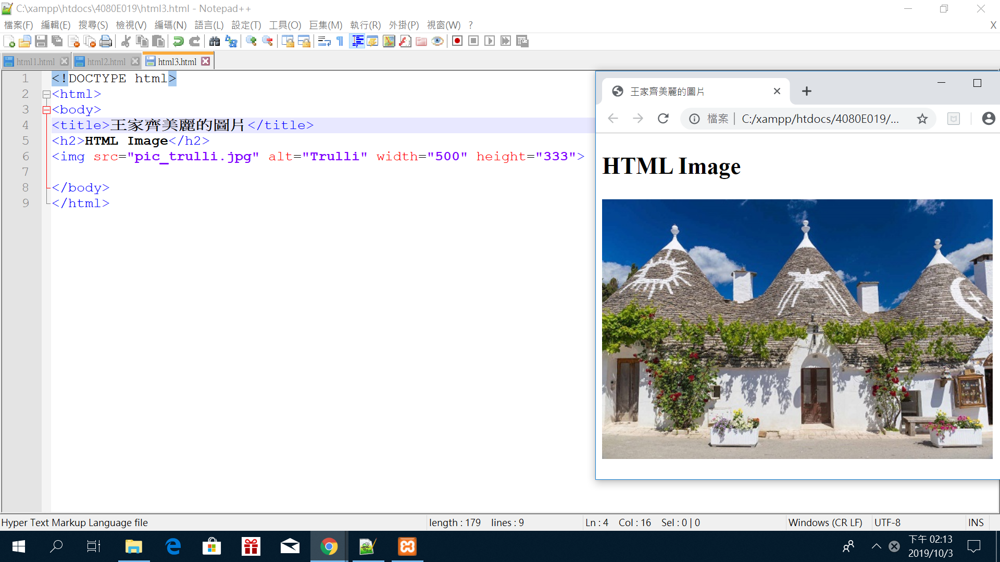 C:\xampp\htdocs\4080E019\html3.html - Notepad++
檔案(F) 編輯(E) 搜尋(S) 檢視(V) 編碼(N) 語言(L) 設定(T) 工具(O) 巨集(M) 執行(R) 外掛(P) 視窗(W) ? X
html1.html html2.html html3.html
1 <!DOCTYPE html>
2 <html>
3 <body>
4 <title>王家齊美麗的圖片</title>
5 <h2>HTML Image</h2>
6 <img src="pic_trulli.jpg" alt="Trulli" width="500" height="333">
7
8 </body>
9 </html>
王家齊美麗的圖片
檔案 | C:/xampp/htdocs/4080E019/...
HTML Image
Hyper Text Markup Language file length : 179 lines : 9 Ln : 4 Col : 16 Sel : 0 | 0 Windows (CR LF) UTF-8 INS
下午 02:13
2019/10/3